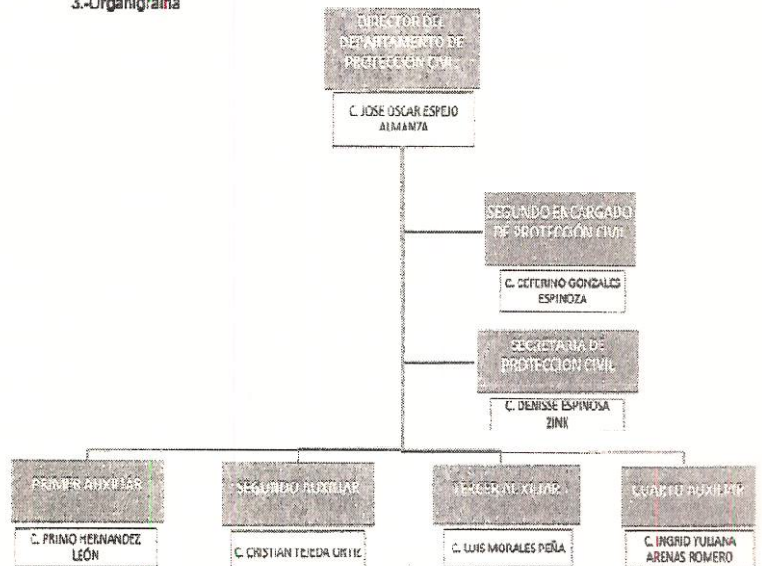 3.-Organigrama
DIRECTOR DEL
DEPARTAMENTO DE
PROTECCION CIVIL
C. JOSE OSCAR ESPEJO
ALMANZA
SEGUNDO ENCARGADO
DE PROTECCIÓN CIVIL
C. CEFERINO GONZALES
ESPINOZA
SECRETARIA DE
PROTECCION CIVIL
C. DENISSE ESPINOSA
ZINK
PRIMER AUXILIAR
SEGUNDO AUXILIAR
TERCER AUXILIAR
CUARTO AUXILIAR
C. PRIMO HERNANDEZ
LEÓN
C. CRISTIAN TEJEDA ORTIZ
C. LUIS MORALES PEÑA
C. INGRID YULIANA
ARENAS ROMERO